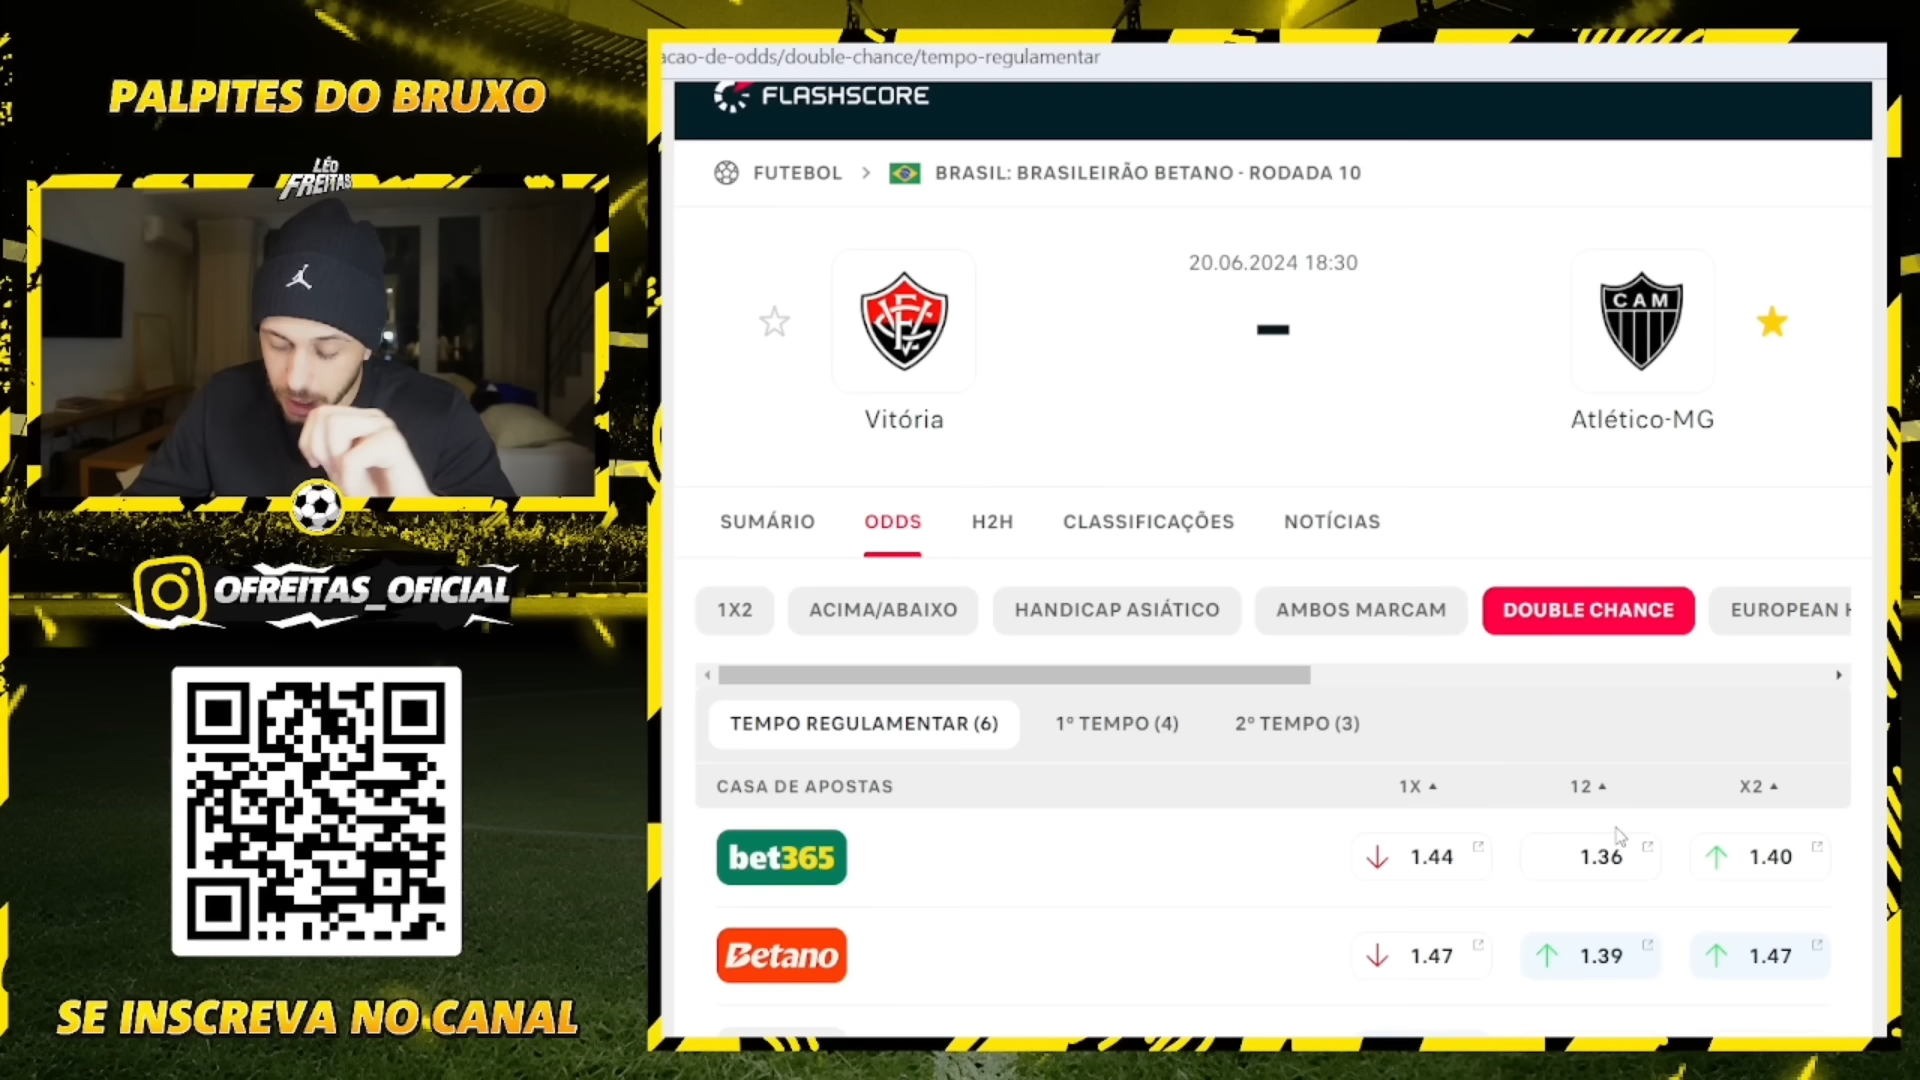 PALPITES DO BRUXO
LÉO
FREITAS
OFREITAS_OFICIAL
SE INSCREVA NO CANAL
acao-de-odds/double-chance/tempo-regulamentar
FLASHSCORE
FUTEBOL > BRASIL: BRASILEIRÃO BETANO - RODADA 10
20.06.2024 18:30
-
CAM
Vitória
Atlético-MG
SUMÁRIO ODDS H2H CLASSIFICAÇÕES NOTÍCIAS
1X2 ACIMA/ABAIXO HANDICAP ASIÁTICO AMBOS MARCAM DOUBLE CHANCE EUROPEAN H
TEMPO REGULAMENTAR (6) 1º TEMPO (4) 2º TEMPO (3)
CASA DE APOSTAS 1X 12 X2
bet365 1.44 1.36 1.40
Betano 1.47 1.39 1.47